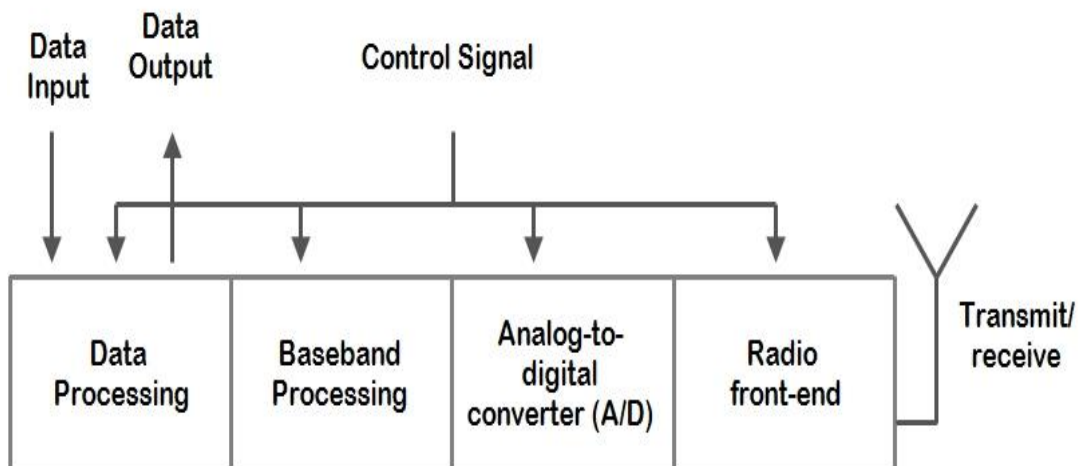 Data
Input
Data
Output
Control Signal
Data
Processing
Baseband
Processing
Analog-to-
digital
converter (A/D)
Radio
front-end
Transmit/
receive